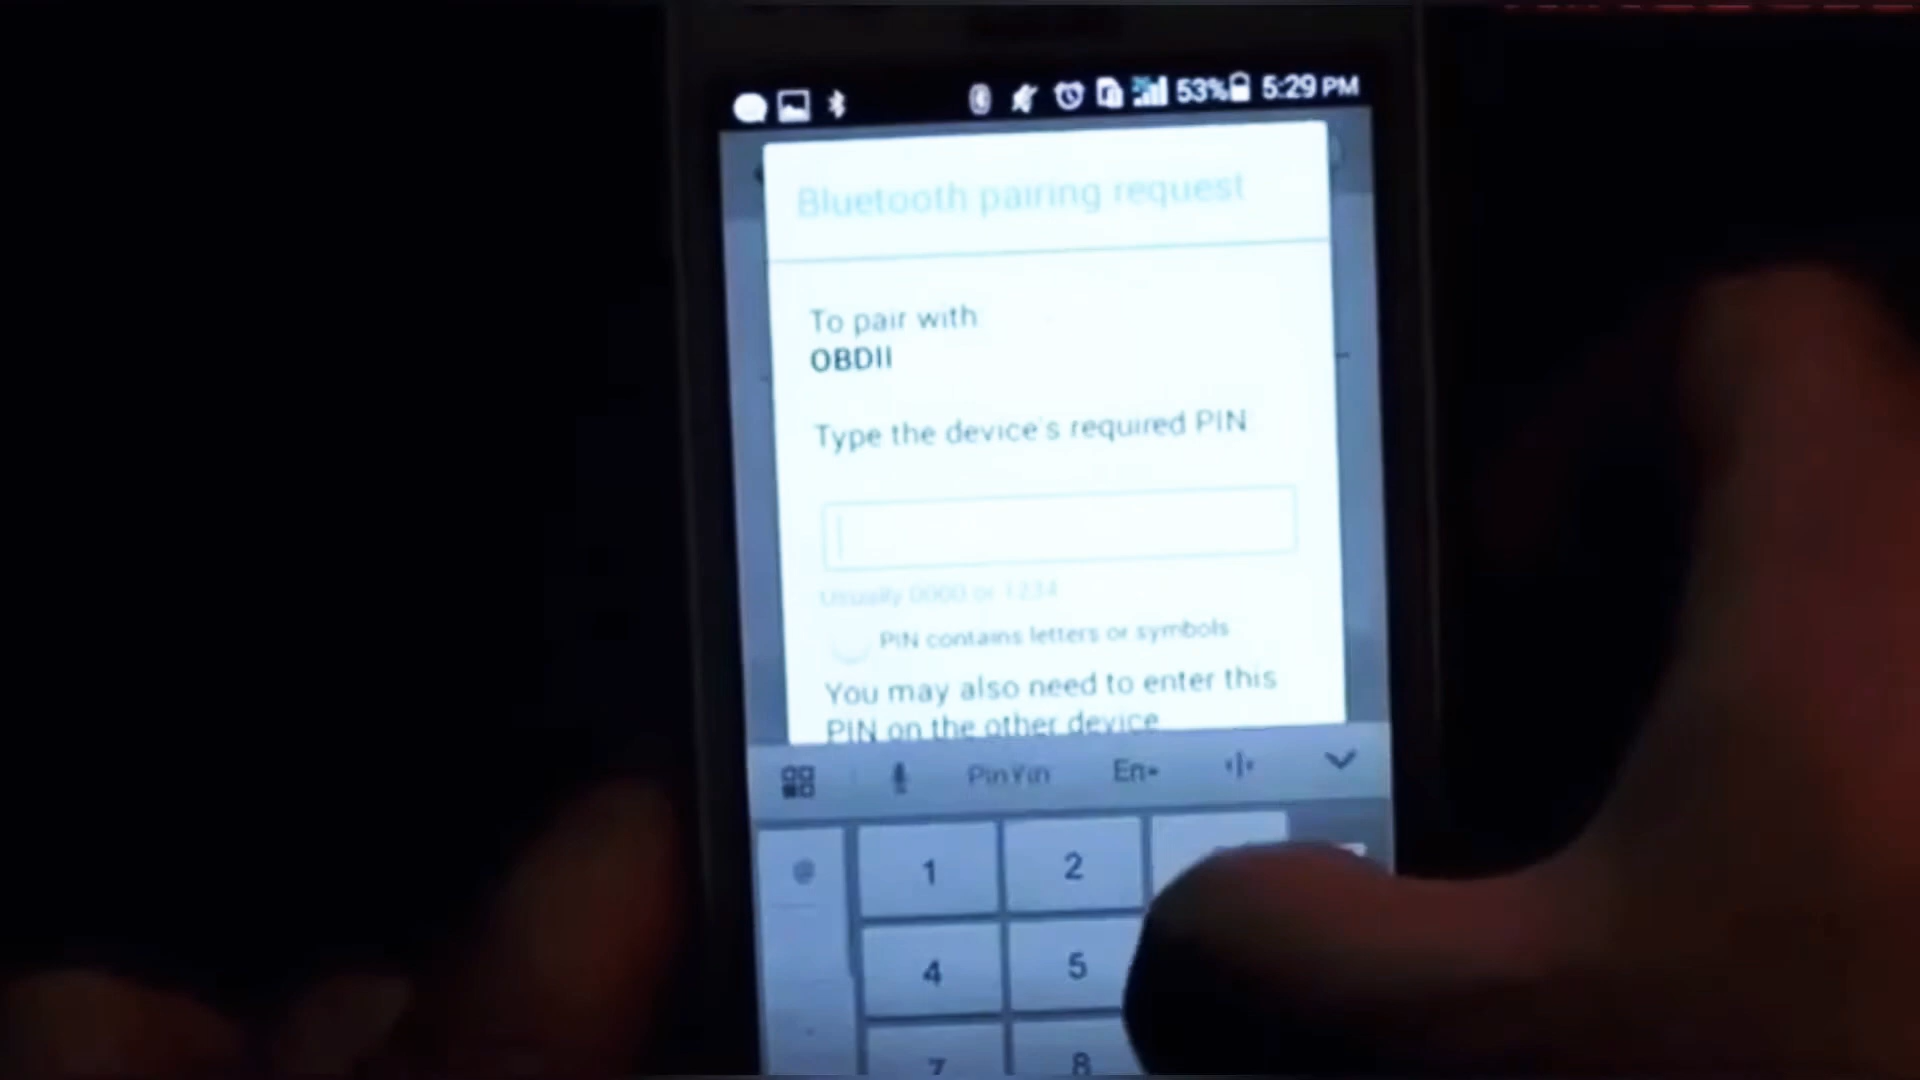 53% 5:29 PM
Bluetooth pairing request
To pair with
OBDII
Type the device's required PIN
Usually 0000 or 1234
PIN contains letters or symbols
You may also need to enter this
PIN on the other device
PinYin En
@ 1 2
4 5
7 8